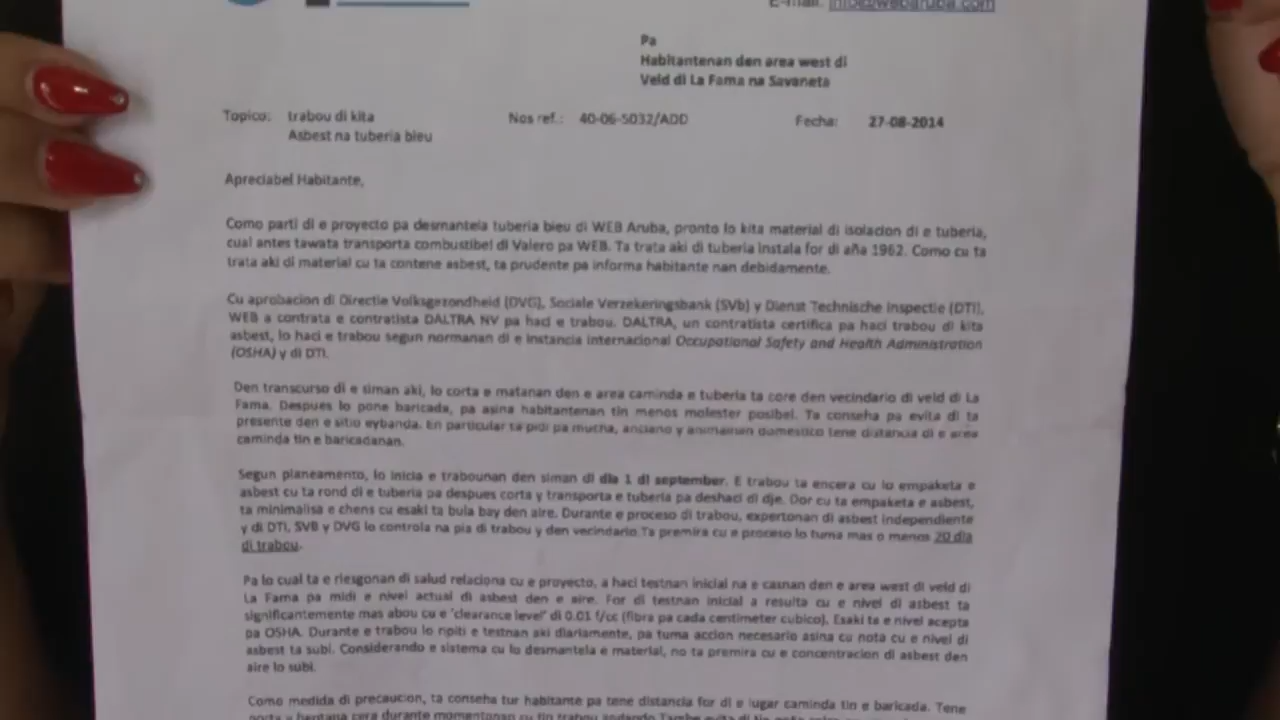 E-mail: info@webaruba.com
Pa
Habitantenan den area west di
Veld di La Fama na Savaneta
Topico: trabou di kita Nos ref.: 40-06-5032/ADD Fecha: 27-08-2014
Asbest na tuberia bieu
Apreciabel Habitante,
Como parti di e proyecto pa desmantela tuberia bieu di WEB Aruba, pronto lo kita material di isolacion di e tuberia,
cual antes tawata transporta combustibel di Valero pa WEB. Ta trata aki di tuberia instala for di aña 1962. Como cu ta
trata aki di material cu ta contene asbest, ta prudente pa informa habitante nan debidamente.
Cu aprobacion di Directie Volksgezondheid (DVG), Sociale Verzekeringsbank (SVb) y Dienst Technische Inspectie (DTI),
WEB a contrata e contratista DALTRA NV pa haci e trabou. DALTRA, un contratista certifica pa haci trabou di kita
asbest, lo haci e trabou segun normanan di e instancia internacional Occupational Safety and Health Administration
(OSHA) y di DTI.
Den transcurso di e siman aki, lo corta e matanan den e area caminda e tuberia ta core den vecindario di veld di La
Fama. Despues lo pone baricada, pa asina habitantenan tin menos molester posibel. Ta conseha pa evita di ta
presente den e sitio eybanda. En particular ta pidi pa mucha, anciano y animalnan domestico tene distancia di e area
caminda tin e baricadanan.
Segun planeamento, lo inicia e trabounan den siman di dia 1 di september. E trabou ta encera cu lo empaketa e
asbest cu ta rond di e tuberia pa despues corta y transporta e tuberia pa deshaci di dje. Dor cu ta empaketa e asbest,
ta minimalisa e chens cu esaki ta bula bay den aire. Durante e proceso di trabou, expertonan di asbest independiente
y di DTI, SVB y DVG lo controla na pia di trabou y den vecindario.Ta premira cu e proceso lo tuma mas o menos 20 dia
di trabou.
Pa lo cual ta e riesgonan di salud relaciona cu e proyecto, a haci testnan inicial na e casnan den e area west di veld di
La Fama pa midi e nivel actual di asbest den e aire. For di testnan inicial a resulta cu e nivel di asbest ta
significantemente mas abou cu e 'clearance level' di 0.01 f/cc (fibra pa cada centimeter cubico). Esaki ta e nivel acepta
pa OSHA. Durante e trabou lo ripiti e testnan aki diariamente, pa tuma accion necesario asina cu nota cu e nivel di
asbest ta subi. Considerando e sistema cu lo desmantela e material, no ta premira cu e concentracion di asbest den
aire lo subi.
Como medida di precaucion, ta conseha tur habitante pa tene distancia for di e lugar caminda tin e baricada. Tene
porta y bentana cera durante momentonan cu tin trabou andando